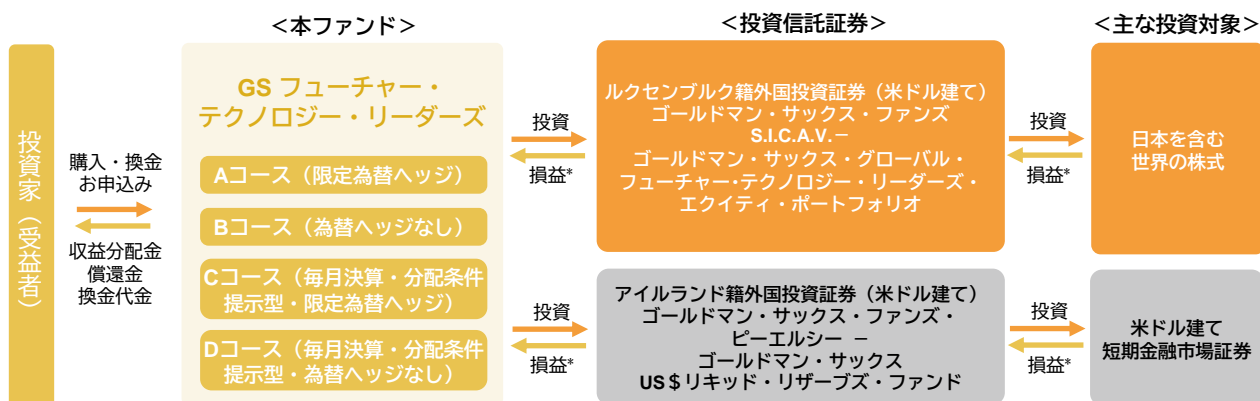 ＜本ファンド＞
＜投資信託証券＞
＜主な投資対象＞
投資家（受益者）
購入・換金
お申込み
収益分配金
償還金
換金代金
GS フューチャー・
テクノロジー・リーダーズ
Aコース（限定為替ヘッジ）
Bコース（為替ヘッジなし）
Cコース（毎月決算・分配条件
提示型・限定為替ヘッジ）
Dコース（毎月決算・分配条件
提示型・為替ヘッジなし）
投資
損益*
ルクセンブルク籍外国投資証券（米ドル建て）
ゴールドマン・サックス・ファンズ
S.I.C.A.V.－
ゴールドマン・サックス・グローバル・
フューチャー・テクノロジー・リーダーズ・
エクイティ・ポートフォリオ
投資
損益*
日本を含む
世界の株式
投資
損益*
アイルランド籍外国投資証券（米ドル建て）
ゴールドマン・サックス・ファンズ・
ピーエルシー －
ゴールドマン・サックス
US＄リキッド・リザーブズ・ファンド
投資
損益*
米ドル建て
短期金融市場証券